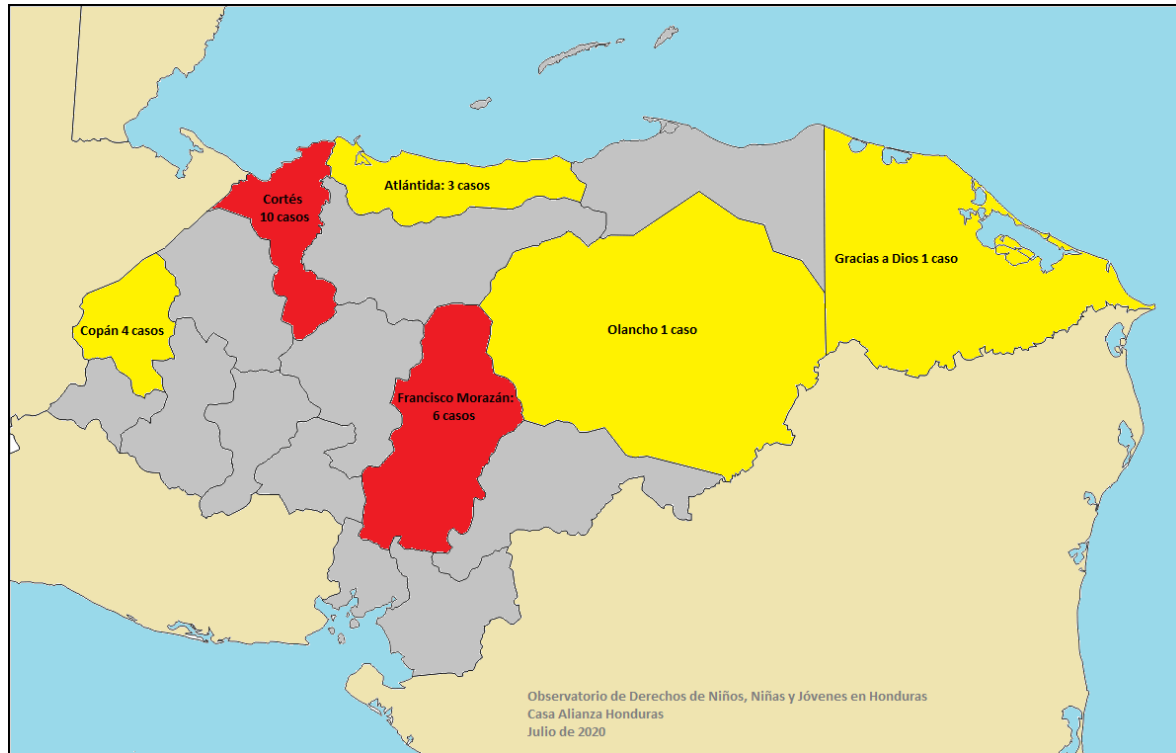 Atlántida: 3 casos
Cortés
10 casos
Gracias a Dios 1 caso
Copán 4 casos
Olancho 1 caso
Francisco Morazán:
6 casos
Observatorio de Derechos de Niños, Niñas y Jóvenes en Honduras
Casa Alianza Honduras
Julio de 2020